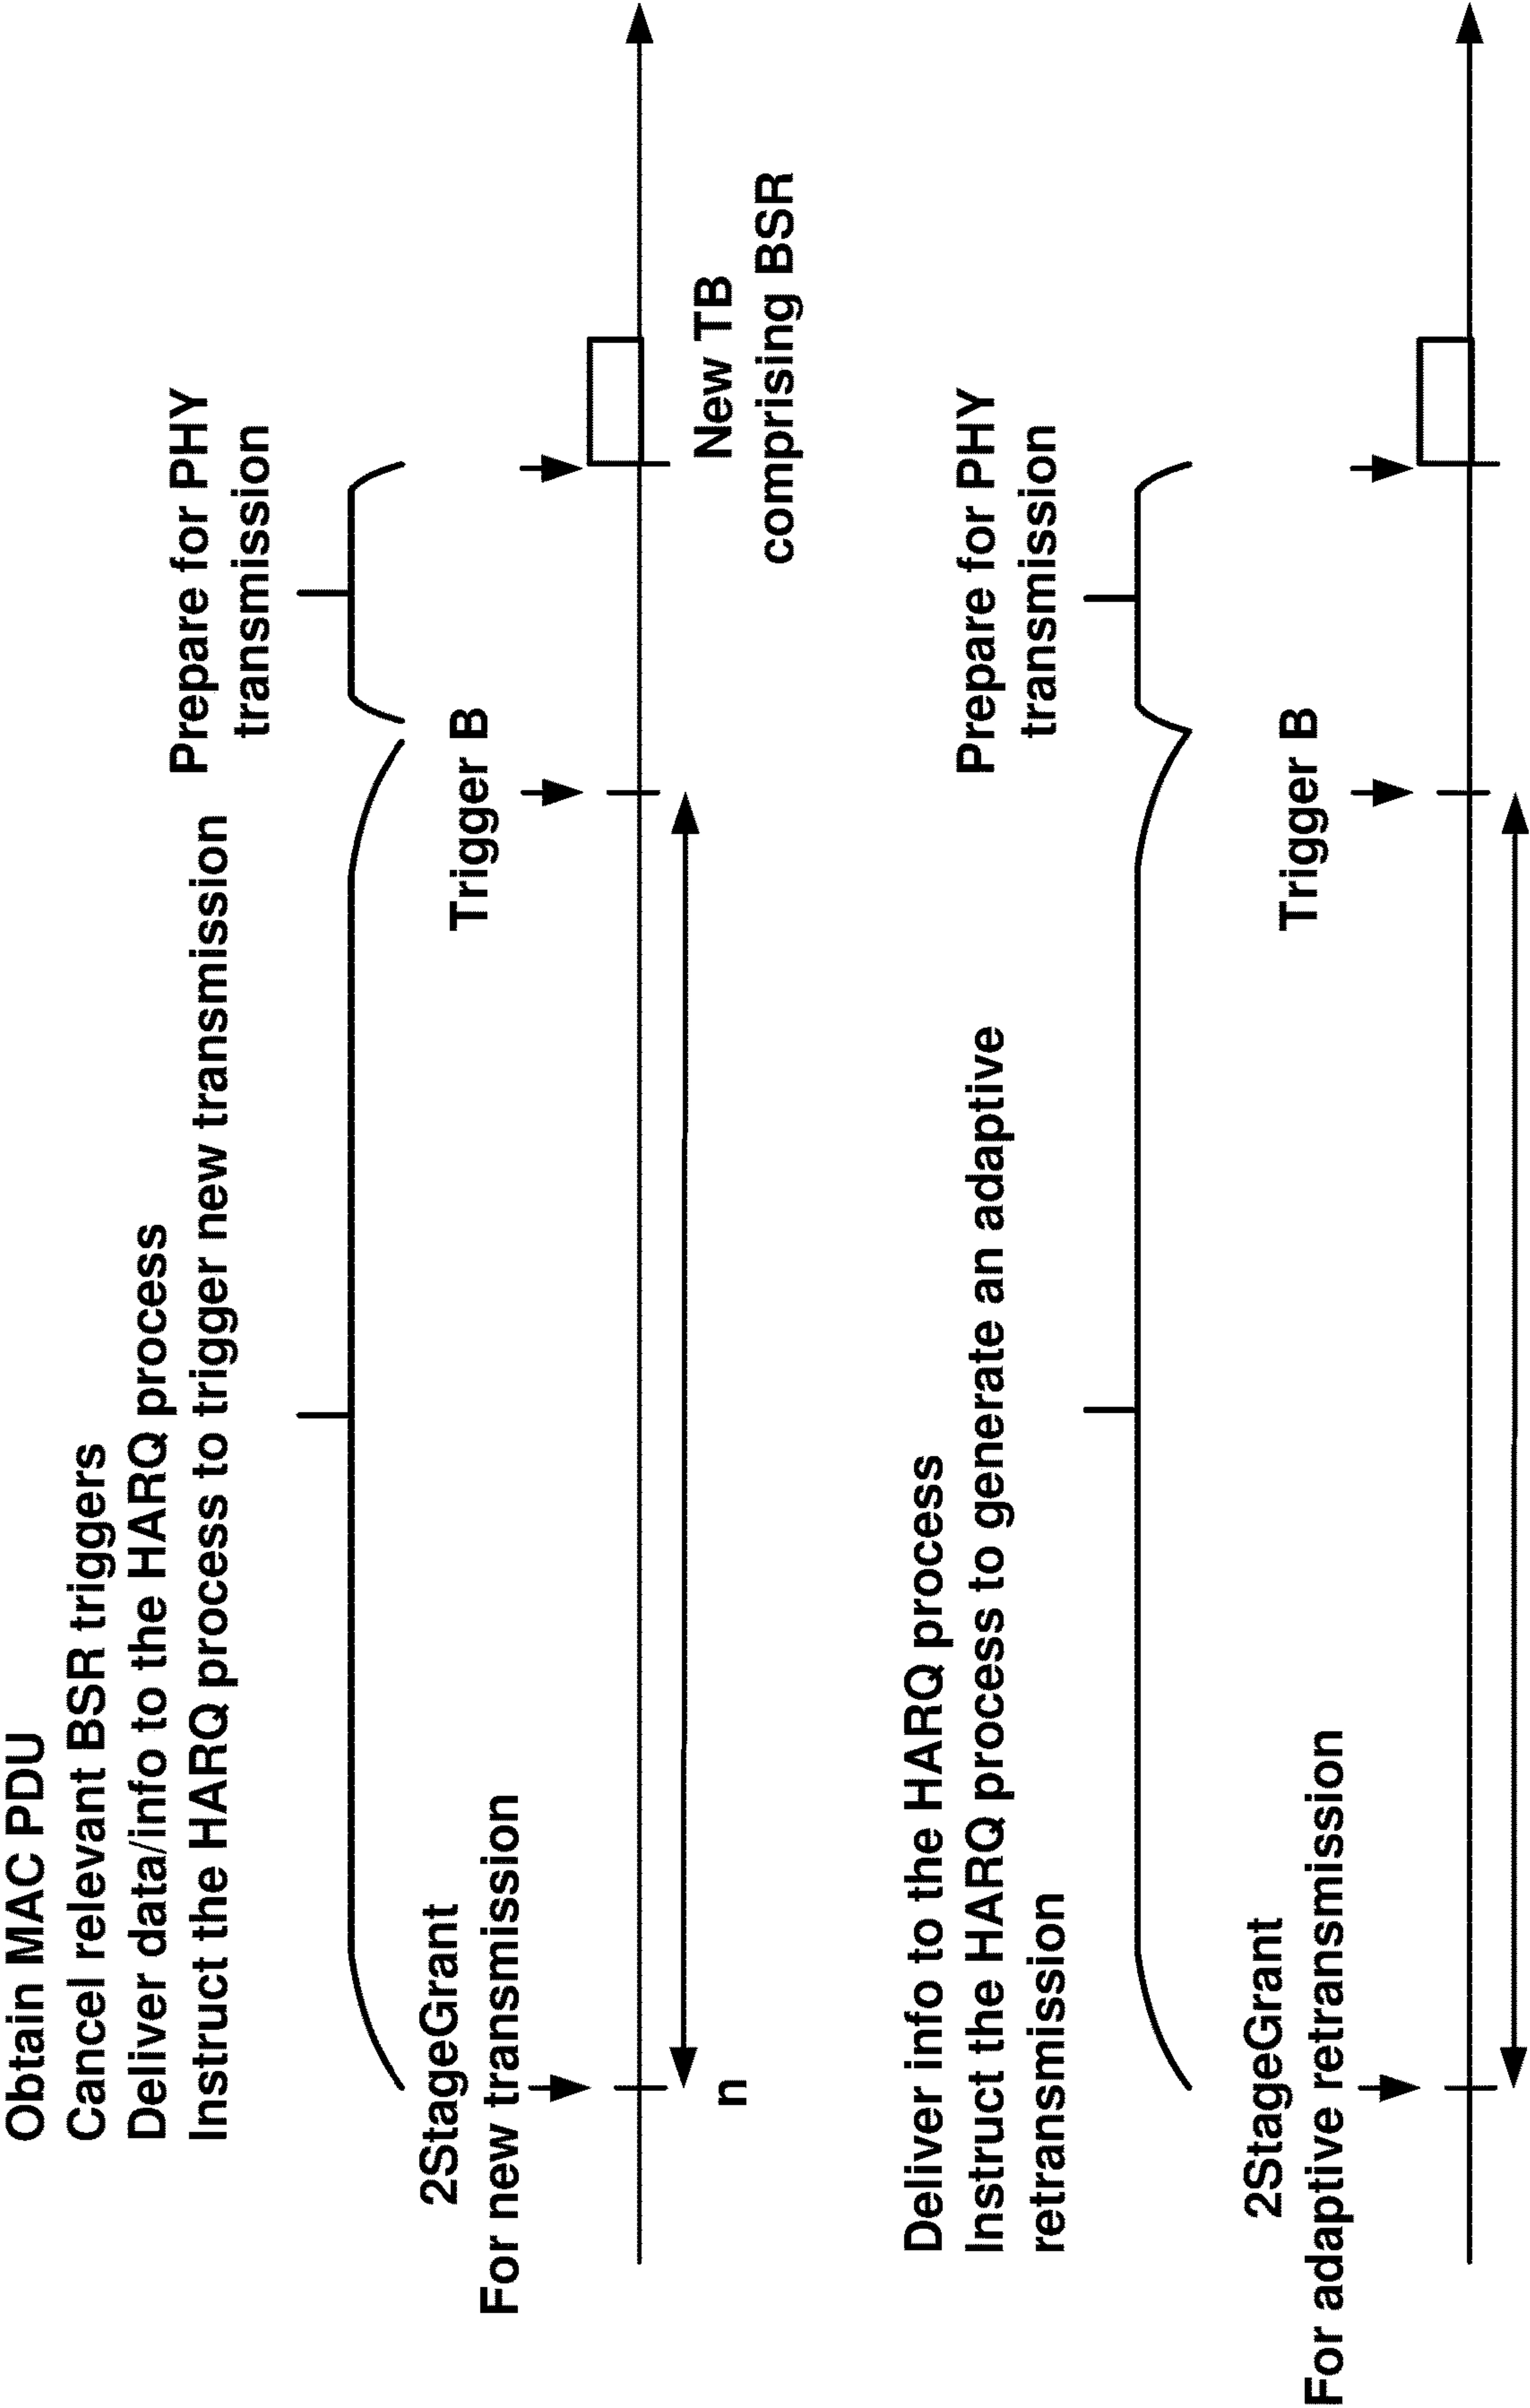 Obtain MAC PDU
Cancel relevant BSR triggers
Deliver data/info to the HARQ process
Instruct the HARQ process to trigger new transmission
Prepare for PHY
transmission
2StageGrant
For new transmission
Trigger B
n
New TB
comprising BSR
Deliver info to the HARQ process
Instruct the HARQ process to generate an adaptive
retransmission
Prepare for PHY
transmission
2StageGrant
For adaptive retransmission
Trigger B